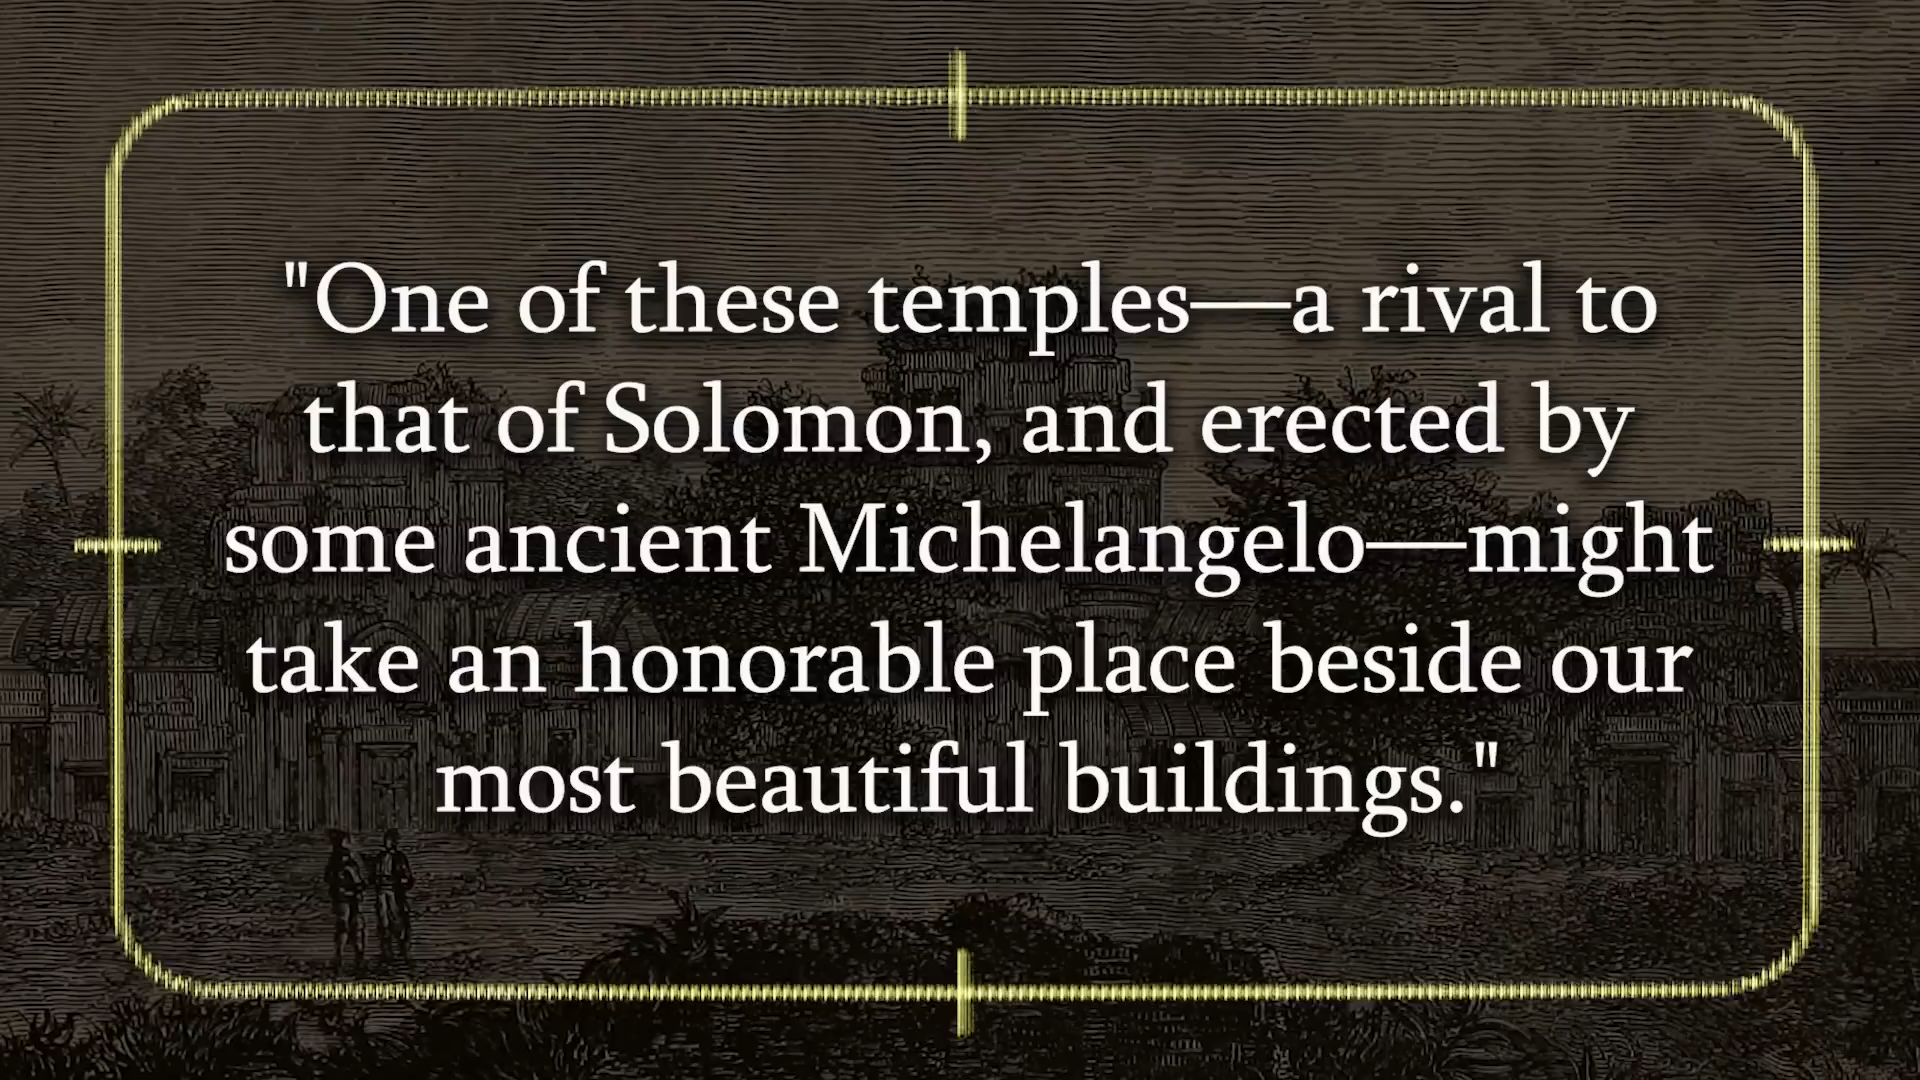 "One of these temples—a rival to
that of Solomon, and erected by
some ancient Michelangelo—might
take an honorable place beside our
most beautiful buildings."